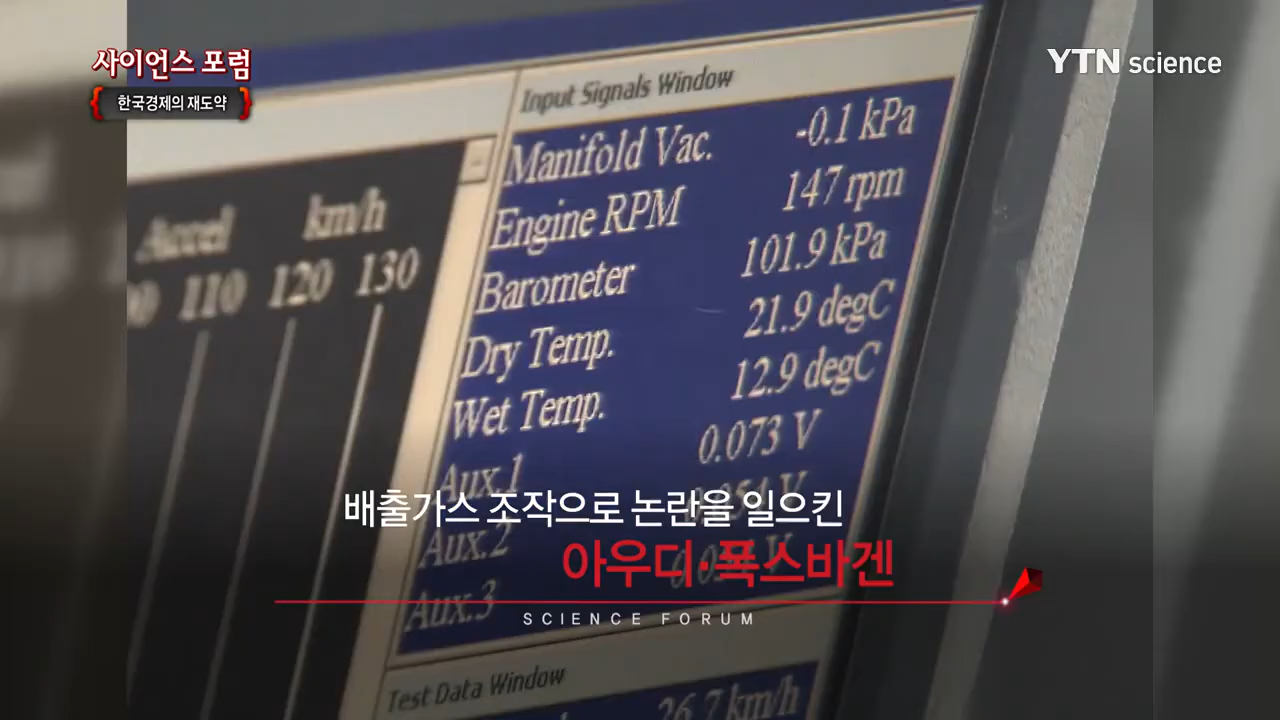 사이언스 포럼
한국경제의 재도약
YTN science
Input Signals Window
Manifold Vac. -0.1 kPa
Engine RPM 147 rpm
Barometer 101.9 kPa
Dry Temp. 21.9 degC
Wet Temp. 12.9 degC
Aux.1 0.073 V
Aux.2
Aux.3
Accel km/h
110 120 130
배출가스 조작으로 논란을 일으킨
아우디·폭스바겐
SCIENCE FORUM
Test Data Window
26.7 km/h